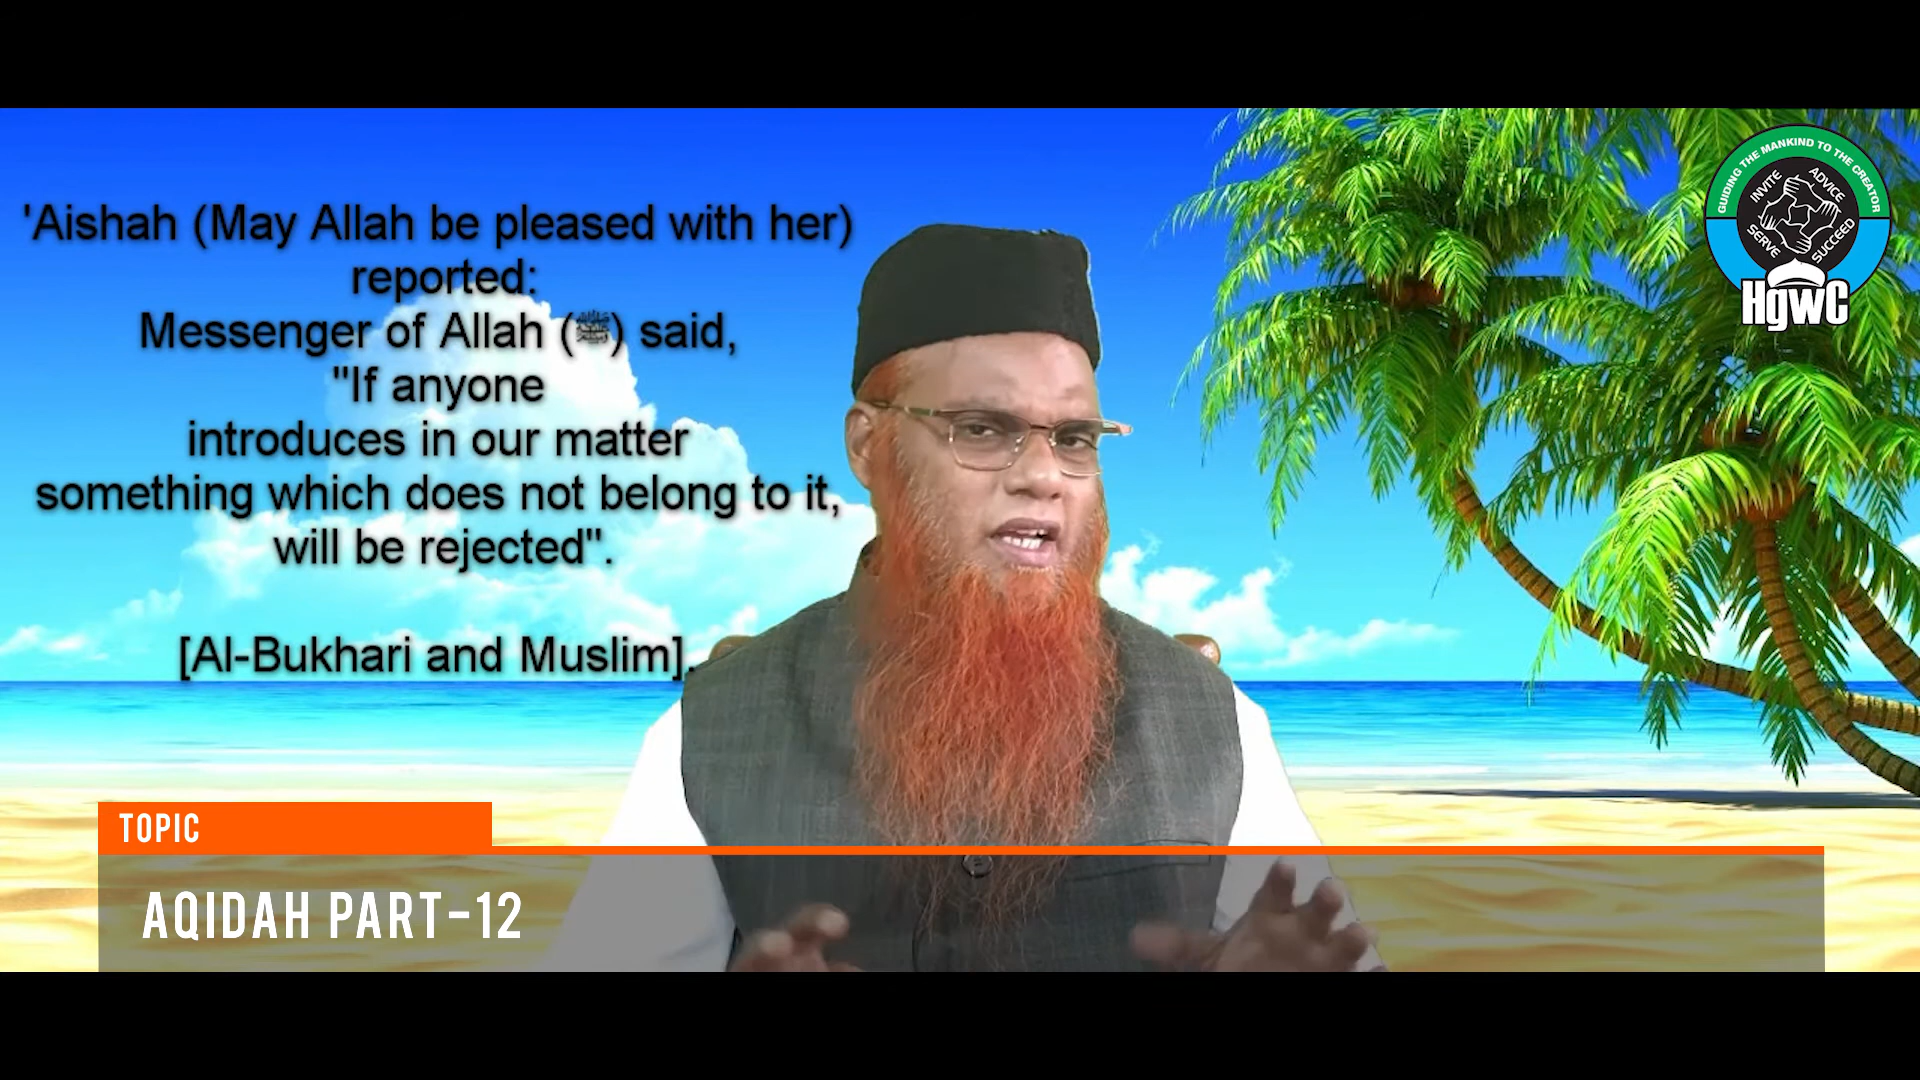 'Aishah (May Allah be pleased with her)
reported:
Messenger of Allah (ﷺ) said,
"If anyone
introduces in our matter
something which does not belong to it,
will be rejected".
[Al-Bukhari and Muslim].
GUIDING THE MANKIND TO THE CREATOR
INVITE
ADVICE
SERVE
SUCCEED
HgwC
TOPIC
AQIDAH PART-12